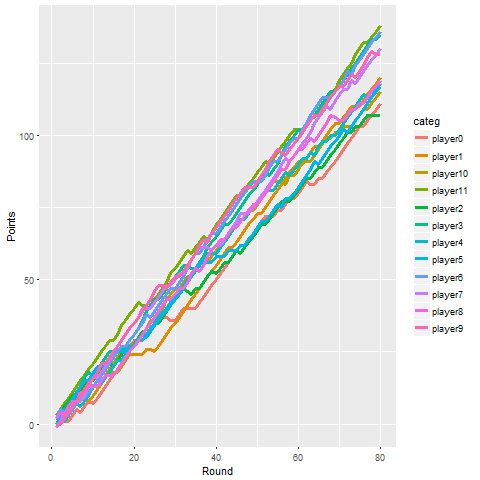 100
50
0
Points
0
20
40
60
80
Round
categ
player0
player1
player10
player11
player2
player3
player4
player5
player6
player7
player8
player9